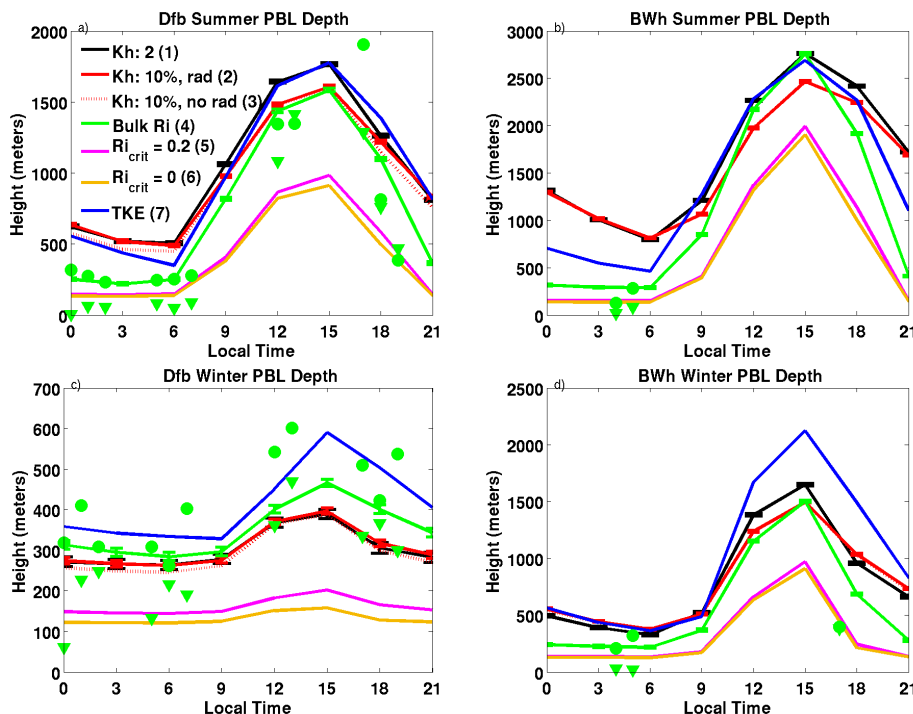 Dfb Summer PBL Depth
a)
Height (meters)
2000
1500
1000
500
0
Kh: 2 (1)
Kh: 10%, rad (2)
Kh: 10%, no rad (3)
Bulk Ri (4)
Ri crit = 0.2 (5)
Ri crit = 0 (6)
TKE (7)
0 3 6 9 12 15 18 21
Local Time
BWh Summer PBL Depth
b)
Height (meters)
3000
2500
2000
1500
1000
500
0
0 3 6 9 12 15 18 21
Local Time
Dfb Winter PBL Depth
c)
Height (meters)
700
600
500
400
300
200
100
0
0 3 6 9 12 15 18 21
Local Time
BWh Winter PBL Depth
d)
Height (meters)
2500
2000
1500
1000
500
0
0 3 6 9 12 15 18 21
Local Time